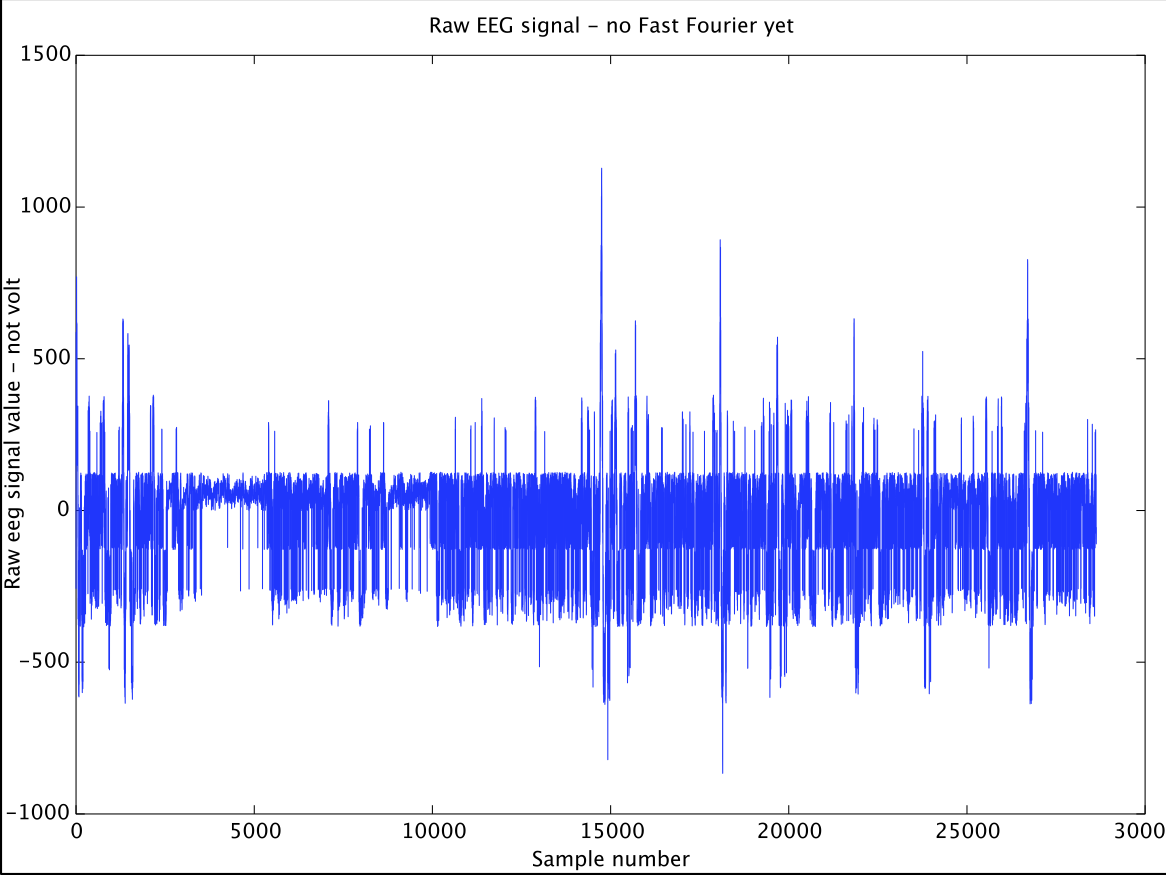 Raw EEG signal – no Fast Fourier yet
1500
1000
500
0
−500
−1000
Raw eeg signal value – not volt
0 5000 10000 15000 20000 25000 3000
Sample number